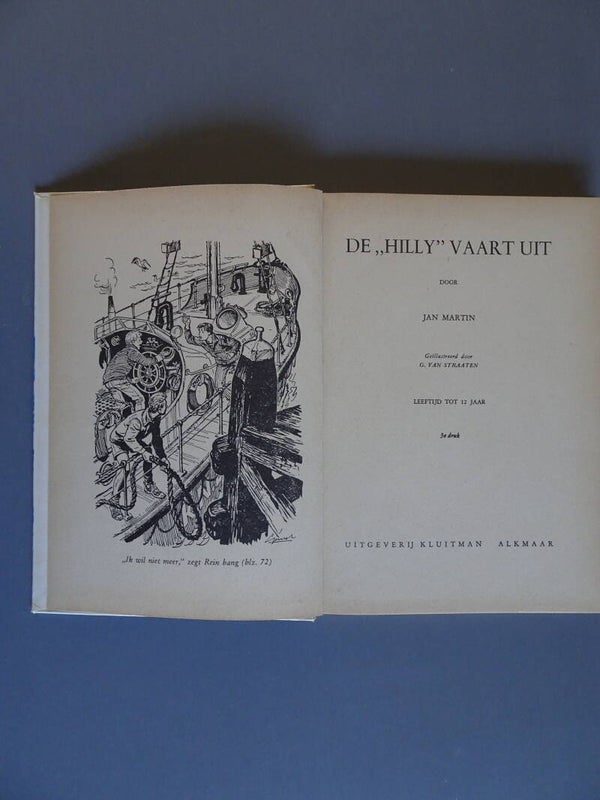 „Ik wil niet meer,” zegt Rein bang (blz. 72)
DE „HILLY” VAART UIT
DOOR
JAN MARTIN
Geïllustreerd door
G. VAN STRAATEN
LEEFTIJD TOT 12 JAAR
3e druk
UITGEVERIJ KLUITMAN ALKMAAR